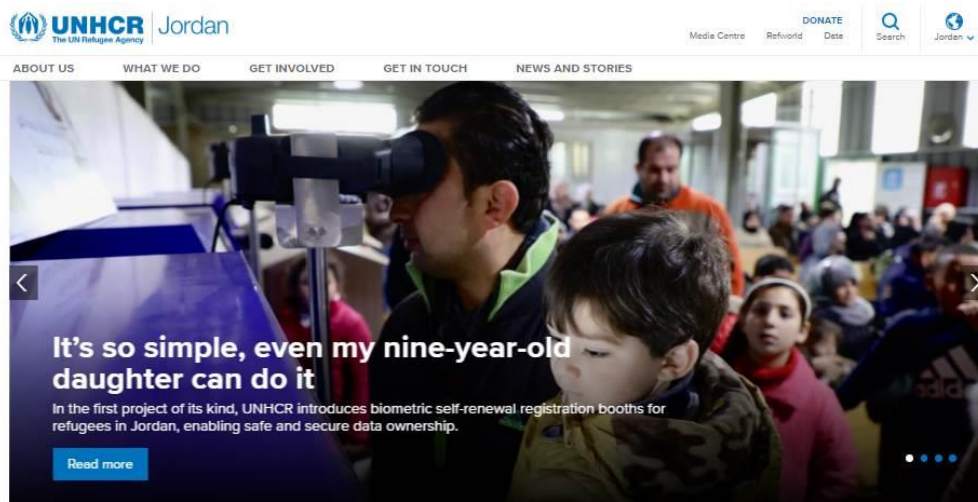 UNHCR
The UN Refugee Agency
Jordan
DONATE
Media Centre Refworld Data
Search
Jordan
ABOUT US WHAT WE DO GET INVOLVED GET IN TOUCH NEWS AND STORIES
It's so simple, even my nine-year-old
daughter can do it
In the first project of its kind, UNHCR introduces biometric self-renewal registration booths for
refugees in Jordan, enabling safe and secure data ownership.
Read more
adidas